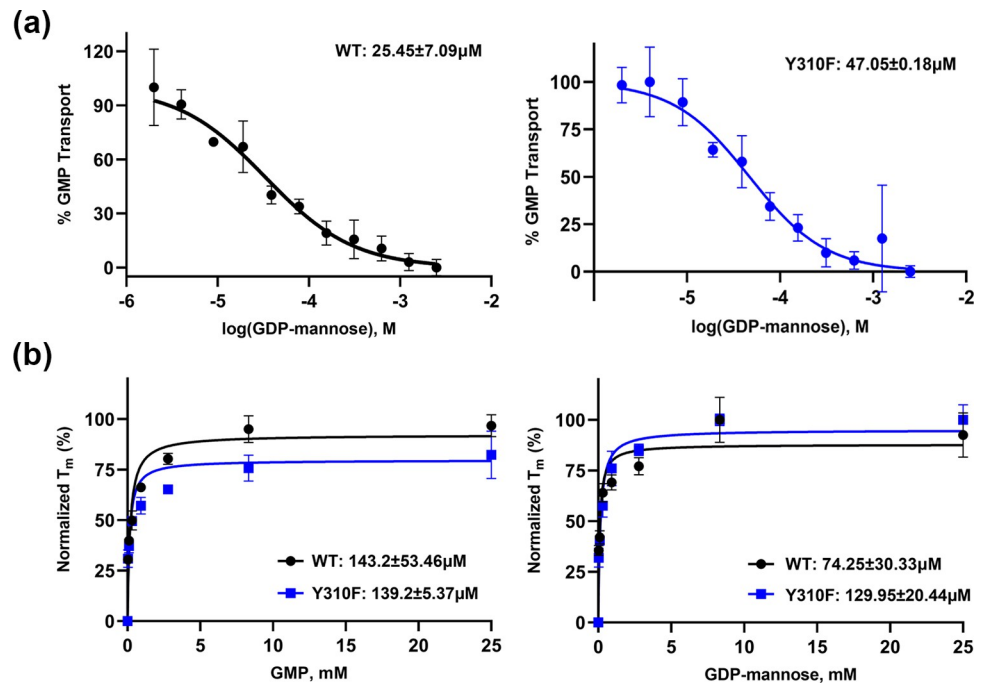 (a)
WT: 25.45±7.09µM
% GMP Transport
120
90
60
30
0
-6
-5
-4
-3
-2
log(GDP-mannose), M
Y310F: 47.05±0.18µM
% GMP Transport
100
75
50
25
0
-5
-4
-3
-2
log(GDP-mannose), M
(b)
Normalized Tm (%)
100
75
50
25
0
WT: 143.2±53.46µM
Y310F: 139.2±5.37µM
0
5
10
15
20
25
GMP, mM
Normalized Tm (%)
100
75
50
25
0
WT: 74.25±30.33µM
Y310F: 129.95±20.44µM
0
5
10
15
20
25
GDP-mannose, mM